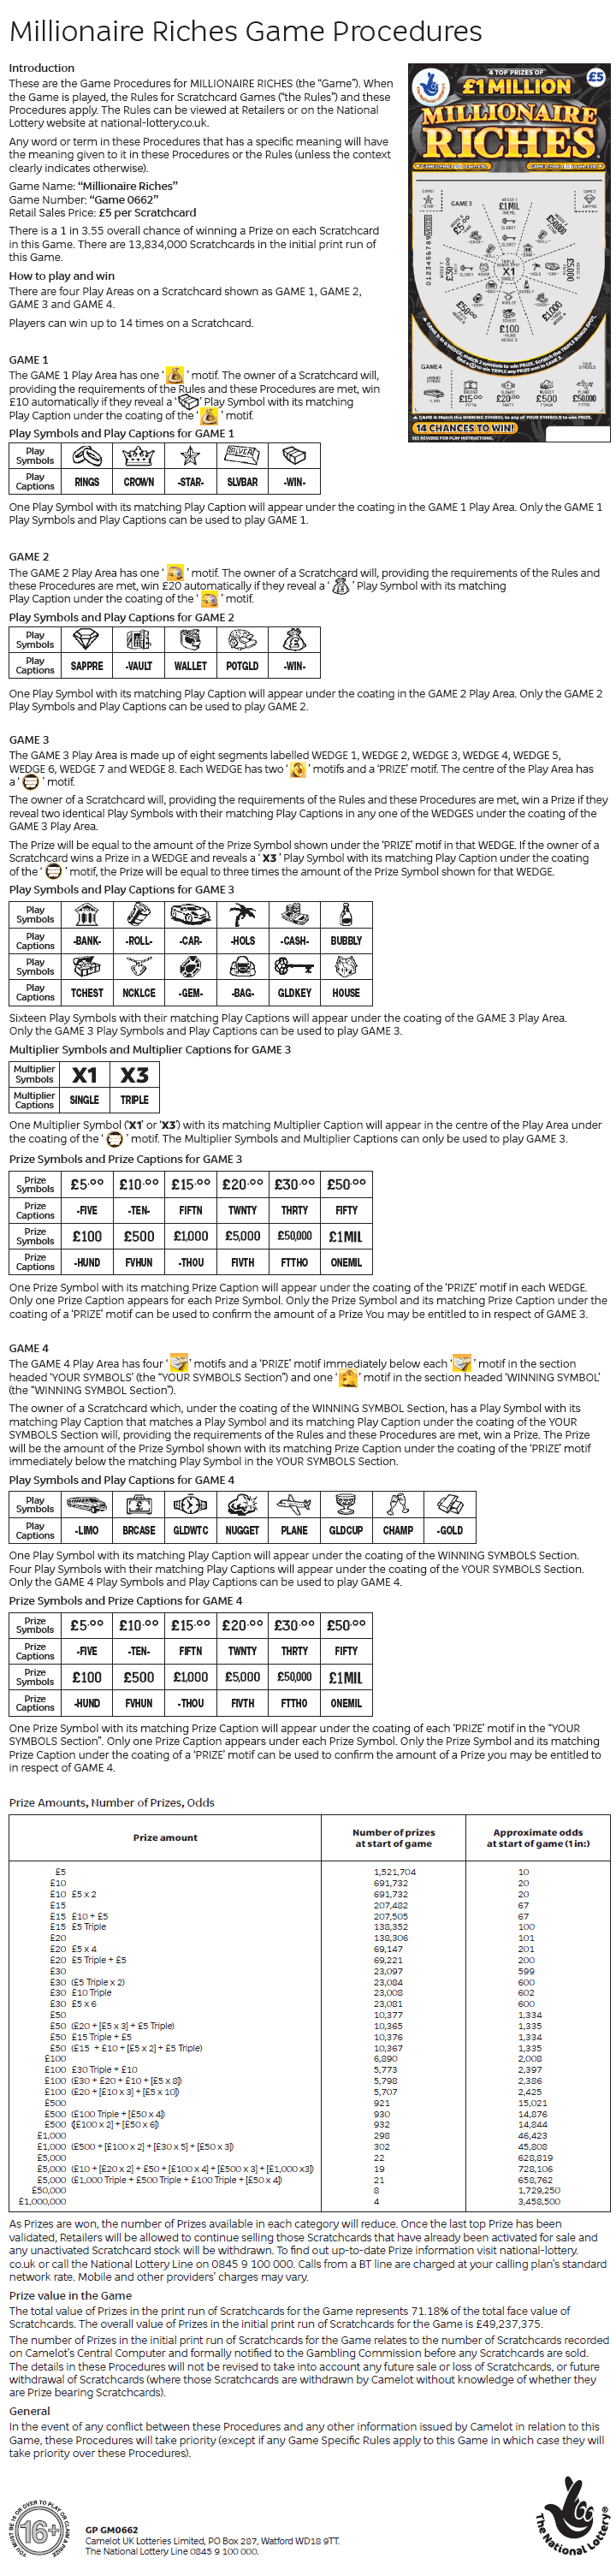 Millionaire Riches Game Procedures
Introduction
These are the Game Procedures for MILLIONAIRE RICHES (the “Game”). When
the Game is played, the Rules for Scratchcard Games (“the Rules”) and these
Procedures apply. The Rules can be viewed at Retailers or on the National
Lottery website at national-lottery.co.uk.
Any word or term in these Procedures that has a specific meaning will have
the meaning given to it in these Procedures or the Rules (unless the context
clearly indicates otherwise).
Game Name: “Millionaire Riches”
Game Number: “Game 0662”
Retail Sales Price: £5 per Scratchcard
There is a 1 in 3.55 overall chance of winning a Prize on each Scratchcard
in this Game. There are 13,834,000 Scratchcards in the initial print run of
this Game.
How to play and win
There are four Play Areas on a Scratchcard shown as GAME 1, GAME 2,
GAME 3 and GAME 4.
Players can win up to 14 times on a Scratchcard.
4 TOP PRIZES OF
£5
£1 MILLION
MILLIONAIRE
RICHES
GAME 3
£1MIL
£5.00
£50,000
£30.00
X1
£5,000
£50.00
£1,000
£100
GAME 4
£15.00 £20.00 £500 £50,000
GAME 4: Match the WINNING SYMBOL to any of YOUR SYMBOLS to win PRIZE.
14 CHANCES TO WIN!
SEE REVERSE FOR PLAY INSTRUCTIONS.
GAME 1
The GAME 1 Play Area has one ‘ ’ motif. The owner of a Scratchcard will,
providing the requirements of the Rules and these Procedures are met, win
£10 automatically if they reveal a ‘ ’ Play Symbol with its matching
Play Caption under the coating of the ‘ ’ motif.
Play Symbols and Play Captions for GAME 1
Play Symbols SILVER
Play Captions RINGS CROWN -STAR- SLVBAR -WIN-
One Play Symbol with its matching Play Caption will appear under the coating in the GAME 1 Play Area. Only the GAME 1
Play Symbols and Play Captions can be used to play GAME 1.
GAME 2
The GAME 2 Play Area has one ‘ ’ motif. The owner of a Scratchcard will, providing the requirements of the Rules and
these Procedures are met, win £20 automatically if they reveal a ‘ ’ Play Symbol with its matching
Play Caption under the coating of the ‘ ’ motif.
Play Symbols and Play Captions for GAME 2
Play Symbols
Play Captions SAPPRE -VAULT WALLET POTGLD -WIN-
One Play Symbol with its matching Play Caption will appear under the coating in the GAME 2 Play Area. Only the GAME 2
Play Symbols and Play Captions can be used to play GAME 2.
GAME 3
The GAME 3 Play Area is made up of eight segments labelled WEDGE 1, WEDGE 2, WEDGE 3, WEDGE 4, WEDGE 5,
WEDGE 6, WEDGE 7 and WEDGE 8. Each WEDGE has two ‘ ’ motifs and a ‘PRIZE’ motif. The centre of the Play Area has
a ‘ ’ motif.
The owner of a Scratchcard will, providing the requirements of the Rules and these Procedures are met, win a Prize if they
reveal two identical Play Symbols with their matching Play Captions in any one of the WEDGES under the coating of the
GAME 3 Play Area.
The Prize will be equal to the amount of the Prize Symbol shown under the ‘PRIZE’ motif in that WEDGE. If the owner of a
Scratchcard wins a Prize in a WEDGE and reveals a ‘ X3 ’ Play Symbol with its matching Play Caption under the coating
of the ‘ ’ motif, the Prize will be equal to three times the amount of the Prize Symbol shown for that WEDGE.
Play Symbols and Play Captions for GAME 3
Play Symbols
Play Captions -BANK- -ROLL- -CAR- -HOLS -CASH- BUBBLY
Play Symbols
Play Captions TCHEST NCKLCE -GEM- -BAG- GLDKEY HOUSE
Sixteen Play Symbols with their matching Play Captions will appear under the coating of the GAME 3 Play Area.
Only the GAME 3 Play Symbols and Play Captions can be used to play GAME 3.
Multiplier Symbols and Multiplier Captions for GAME 3
Multiplier Symbols X1 X3
Multiplier Captions SINGLE TRIPLE
One Multiplier Symbol (‘X1’ or ‘X3’) with its matching Multiplier Caption will appear in the centre of the Play Area under
the coating of the ‘ ’ motif. The Multiplier Symbols and Multiplier Captions can only be used to play GAME 3.
Prize Symbols and Prize Captions for GAME 3
Prize Symbols £5.00 £10.00 £15.00 £20.00 £30.00 £50.00
Prize Captions -FIVE -TEN- FIFTN TWNTY THRTY FIFTY
Prize Symbols £100 £500 £1,000 £5,000 £50,000 £1MIL
Prize Captions -HUND FVHUN -THOU FIVTH FTTHO ONEMIL
One Prize Symbol with its matching Prize Caption will appear under the coating of the ‘PRIZE’ motif in each WEDGE.
Only one Prize Caption appears for each Prize Symbol. Only the Prize Symbol and its matching Prize Caption under the
coating of a ‘PRIZE’ motif can be used to confirm the amount of a Prize You may be entitled to in respect of GAME 3.
GAME 4
The GAME 4 Play Area has four ‘ ’ motifs and a ‘PRIZE’ motif immediately below each ‘ ’ motif in the section
headed ‘YOUR SYMBOLS’ (the “YOUR SYMBOLS Section”) and one ‘ ’ motif in the section headed ‘WINNING SYMBOL’
(the “WINNING SYMBOL Section”).
The owner of a Scratchcard which, under the coating of the WINNING SYMBOL Section, has a Play Symbol with its
matching Play Caption that matches a Play Symbol and its matching Play Caption under the coating of the YOUR
SYMBOLS Section will, providing the requirements of the Rules and these Procedures are met, win a Prize. The Prize
will be the amount of the Prize Symbol shown with its matching Prize Caption under the coating of the ‘PRIZE’ motif
immediately below the matching Play Symbol in the YOUR SYMBOLS Section.
Play Symbols and Play Captions for GAME 4
Play Symbols
Play Captions -LIMO BRCASE GLDWTC NUGGET PLANE GLDCUP CHAMP -GOLD
One Play Symbol with its matching Play Caption will appear under the coating of the WINNING SYMBOLS Section.
Four Play Symbols with their matching Play Captions will appear under the coating of the YOUR SYMBOLS Section.
Only the GAME 4 Play Symbols and Play Captions can be used to play GAME 4.
Prize Symbols and Prize Captions for GAME 4
Prize Symbols £5.00 £10.00 £15.00 £20.00 £30.00 £50.00
Prize Captions -FIVE -TEN- FIFTN TWNTY THRTY FIFTY
Prize Symbols £100 £500 £1,000 £5,000 £50,000 £1MIL
Prize Captions -HUND FVHUN -THOU FIVTH FTTHO ONEMIL
One Prize Symbol with its matching Prize Caption will appear under the coating of each ‘PRIZE’ motif in the “YOUR
SYMBOLS Section”. Only one Prize Caption appears under each Prize Symbol. Only the Prize Symbol and its matching
Prize Caption under the coating of a ‘PRIZE’ motif can be used to confirm the amount of a Prize you may be entitled to
in respect of GAME 4.
Prize Amounts, Number of Prizes, Odds
Prize amount Number of prizes at start of game Approximate odds at start of game (1 in:)
£5 1,521,704 10
£10 691,732 20
£10 £5 x 2 691,732 20
£15 207,482 67
£15 £10 + £5 207,505 67
£15 £5 Triple 138,352 100
£20 138,306 101
£20 £5 x 4 69,147 201
£20 £5 Triple + £5 69,221 200
£30 23,097 599
£30 (£5 Triple x 2) 23,084 600
£30 £10 Triple 23,008 602
£30 £5 x 6 23,081 600
£50 10,377 1,334
£50 (£20 + [£5 x 3] + £5 Triple) 10,365 1,335
£50 £15 Triple + £5 10,376 1,334
£50 (£15 + £10 + [£5 x 2] + £5 Triple) 10,367 1,335
£100 6,890 2,008
£100 £30 Triple + £10 5,773 2,397
£100 (£30 + £20 + £10 + [£5 x 8]) 5,798 2,386
£100 (£20 + [£10 x 3] + [£5 x 10]) 5,707 2,425
£500 921 15,021
£500 (£100 Triple + [£50 x 4]) 930 14,876
£500 ([£100 x 2] + [£50 x 6]) 932 14,844
£1,000 298 46,423
£1,000 (£500 + [£100 x 2] + [£30 x 5] + [£50 x 3]) 302 45,808
£5,000 22 628,819
£5,000 (£10 + [£20 x 2] + £50 + [£100 x 4] + [£500 x 3] + [£1,000 x3]) 19 728,106
£5,000 (£1,000 Triple + £500 Triple + £100 Triple + [£50 x 4]) 21 658,762
£50,000 8 1,729,250
£1,000,000 4 3,458,500
As Prizes are won, the number of Prizes available in each category will reduce. Once the last top Prize has been
validated, Retailers will be allowed to continue selling those Scratchcards that have already been activated for sale and
any unactivated Scratchcard stock will be withdrawn. To find out up-to-date Prize information visit national-lottery.
co.uk or call the National Lottery Line on 0845 9 100 000. Calls from a BT line are charged at your calling plan’s standard
network rate. Mobile and other providers’ charges may vary.
Prize value in the Game
The total value of Prizes in the print run of Scratchcards for the Game represents 71.18% of the total face value of
Scratchcards. The overall value of Prizes in the initial print run of Scratchcards for the Game is £49,237,375.
The number of Prizes in the initial print run of Scratchcards for the Game relates to the number of Scratchcards recorded
on Camelot’s Central Computer and formally notified to the Gambling Commission before any Scratchcards are sold.
The details in these Procedures will not be revised to take into account any future sale or loss of Scratchcards, or future
withdrawal of Scratchcards (where those Scratchcards are withdrawn by Camelot without knowledge of whether they
are Prize bearing Scratchcards).
General
In the event of any conflict between these Procedures and any other information issued by Camelot in relation to this
Game, these Procedures will take priority (except if any Game Specific Rules apply to this Game in which case they will
take priority over these Procedures).
YOU MUST BE 16 OR OVER TO PLAY OR CLAIM A PRIZE
16+
GP GM0662
Camelot UK Lotteries Limited, PO Box 287, Watford WD18 9TT.
The National Lottery Line 0845 9 100 000.
The National Lottery®